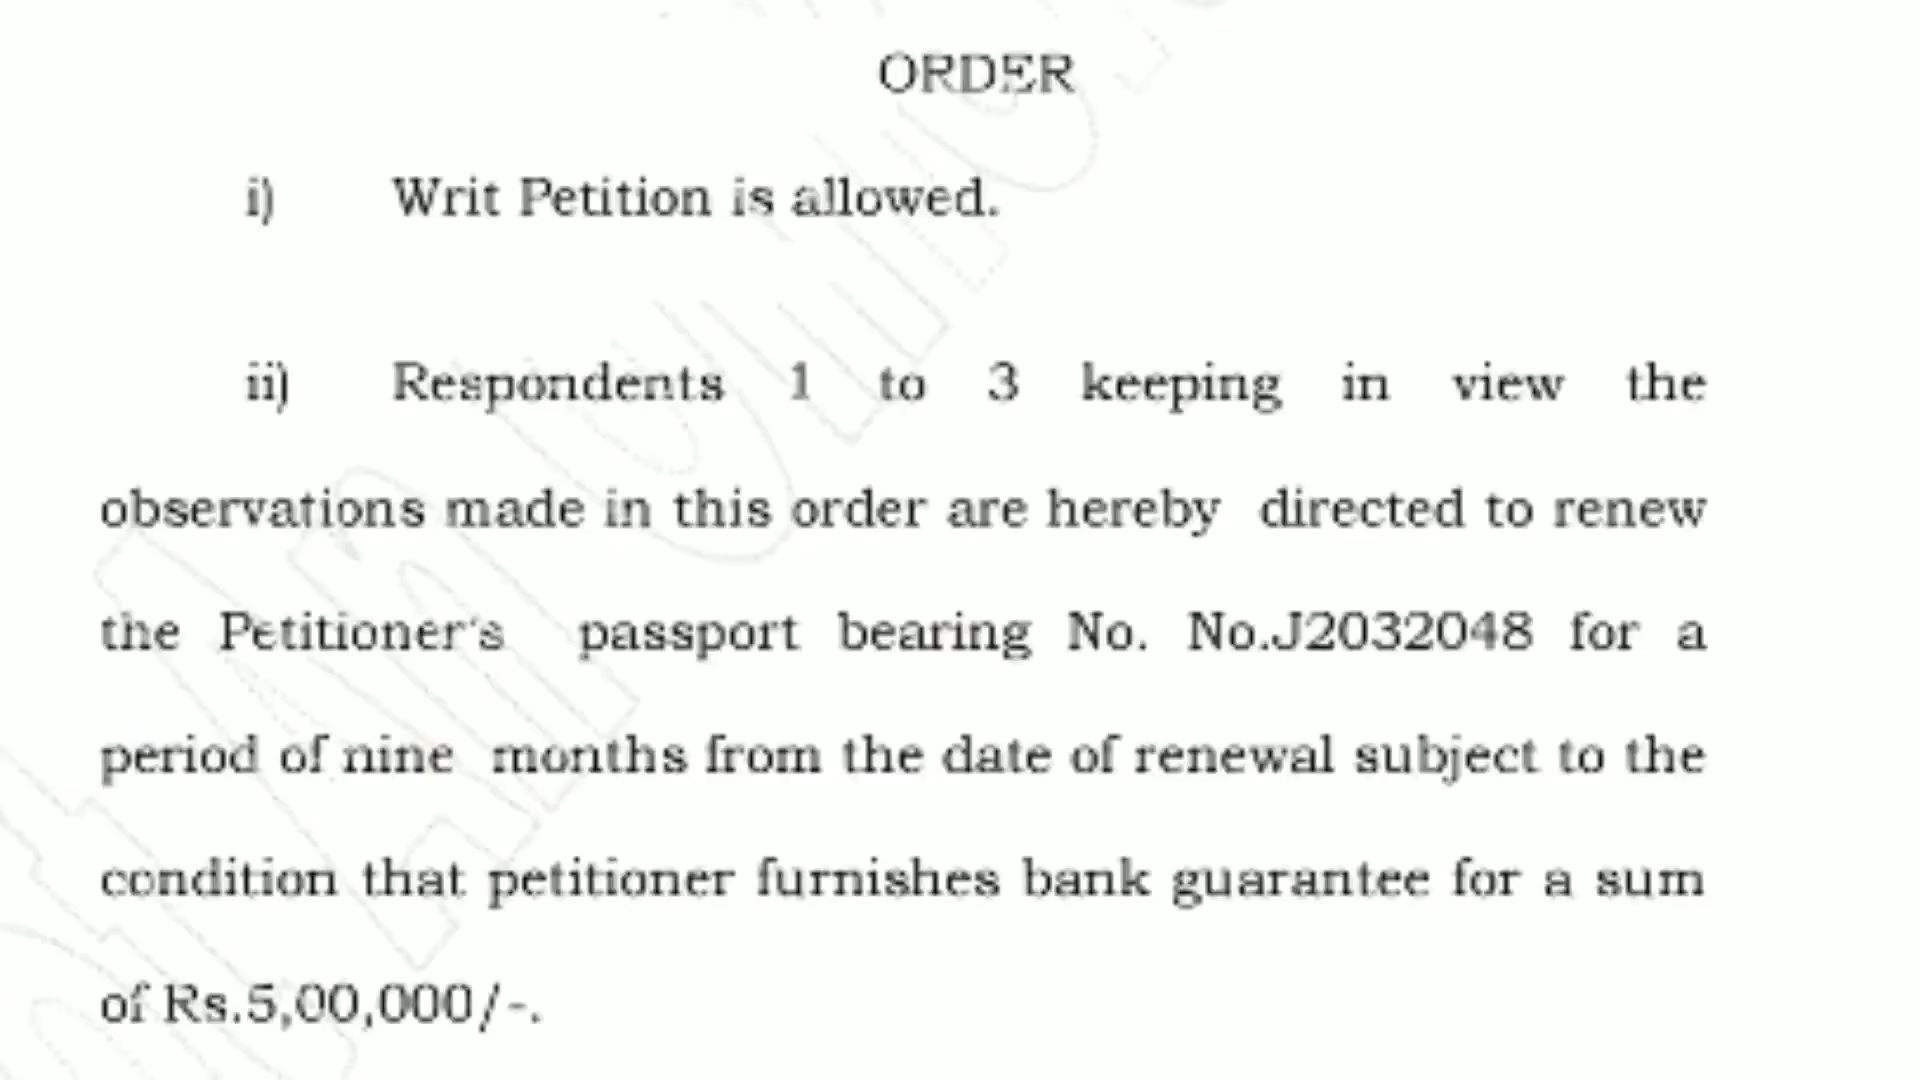 ORDER
i) Writ Petition is allowed.
ii) Respondents 1 to 3 keeping in view the
observations made in this order are hereby directed to renew
the Petitioner's passport bearing No. No.J2032048 for a
period of nine months from the date of renewal subject to the
condition that petitioner furnishes bank guarantee for a sum
of Rs.5,00,000/-.